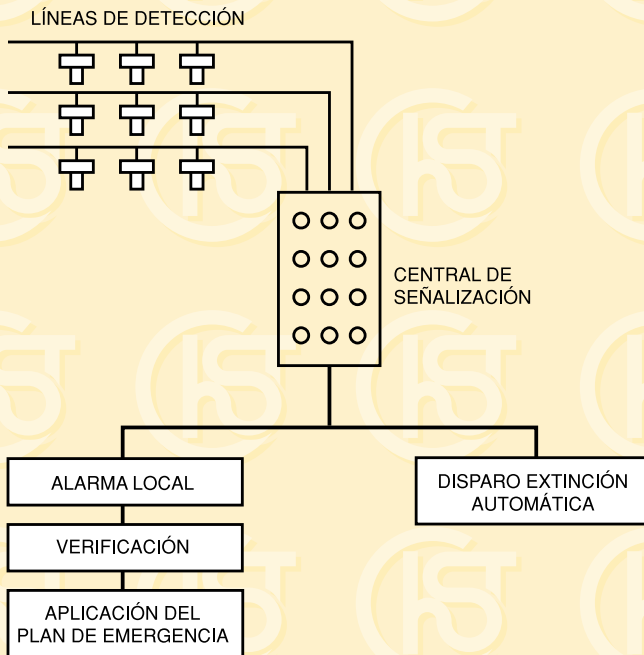 LÍNEAS DE DETECCIÓN
CENTRAL DE
SEÑALIZACIÓN
ALARMA LOCAL
DISPARO EXTINCIÓN
AUTOMÁTICA
VERIFICACIÓN
APLICACIÓN DEL
PLAN DE EMERGENCIA